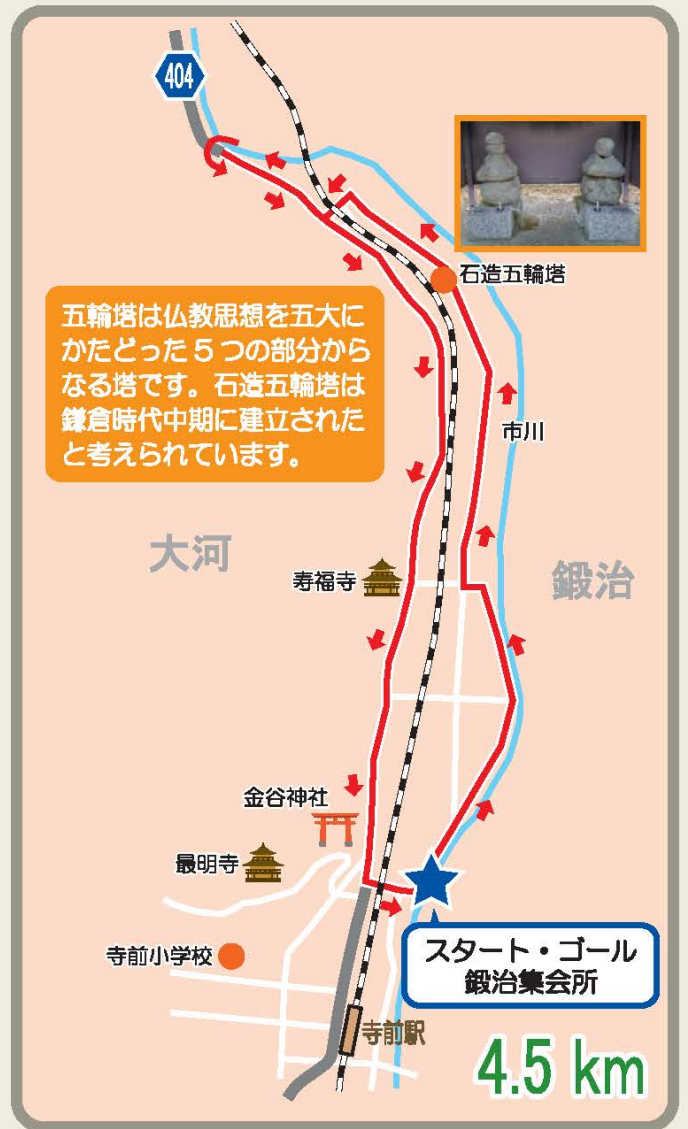 404
石造五輪塔
五輪塔は仏教思想を五大に
かたどった5つの部分から
なる塔です。石造五輪塔は
鎌倉時代中期に建立された
と考えられています。
市川
大河
鍛治
寿福寺
金谷神社
最明寺
寺前小学校
スタート・ゴール
鍛治集会所
寺前駅
4.5 km